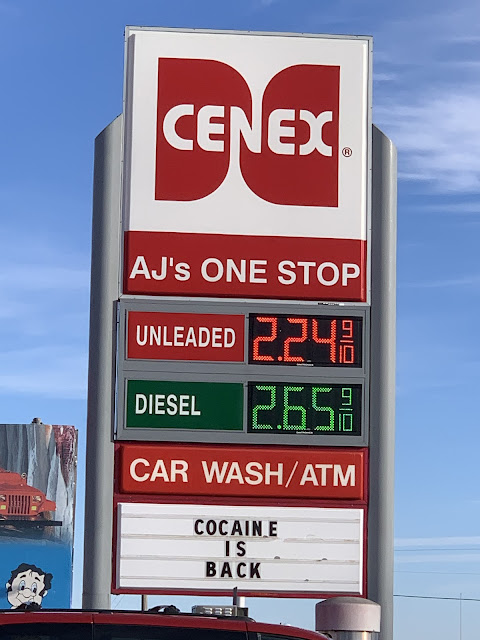 CENEX®
AJ's ONE STOP
UNLEADED 2.24 9/10
DIESEL 2.65 9/10
CAR WASH/ATM
COCAINE
IS
BACK